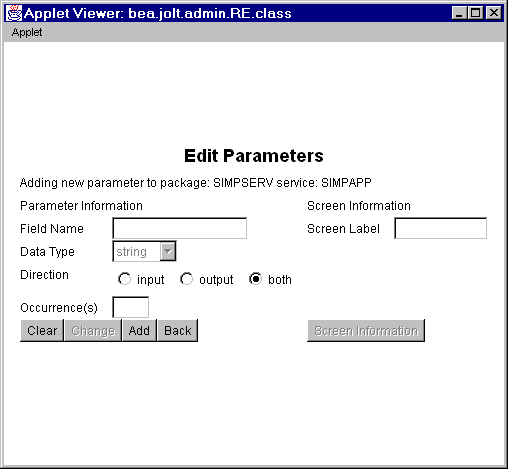 Applet Viewer: bea.jolt.admin.RE.class
Applet
Edit Parameters
Adding new parameter to package: SIMPSERV service: SIMPAPP
Parameter Information Screen Information
Field Name Screen Label
Data Type string
Direction input output both
Occurrence(s)
Clear Change Add Back Screen Information